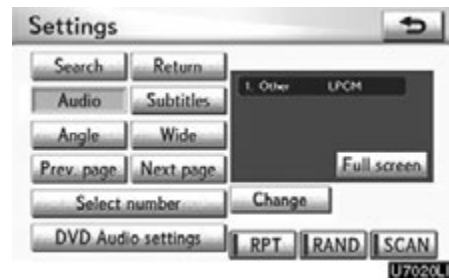 Settings
Search Return
Audio Subtitles
1. Other LPCM
Angle Wide
Prev. page Next page
Full screen
Select number
Change
DVD Audio settings
RPT RAND SCAN
U7020L